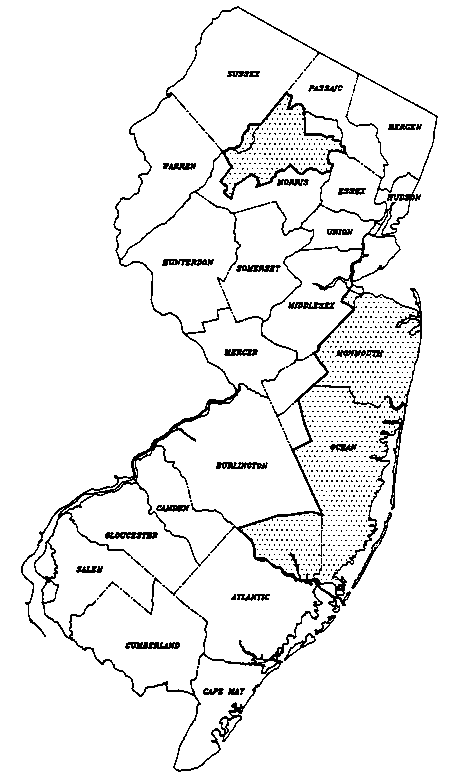 SUSSEX
PASSAIC
BERGEN
WARREN
MORRIS
ESSEX
HUDSON
UNION
HUNTERDON
SOMERSET
MIDDLESEX
MERCER
MONMOUTH
OCEAN
BURLINGTON
CAMDEN
GLOUCESTER
SALEM
ATLANTIC
CUMBERLAND
CAPE MAY